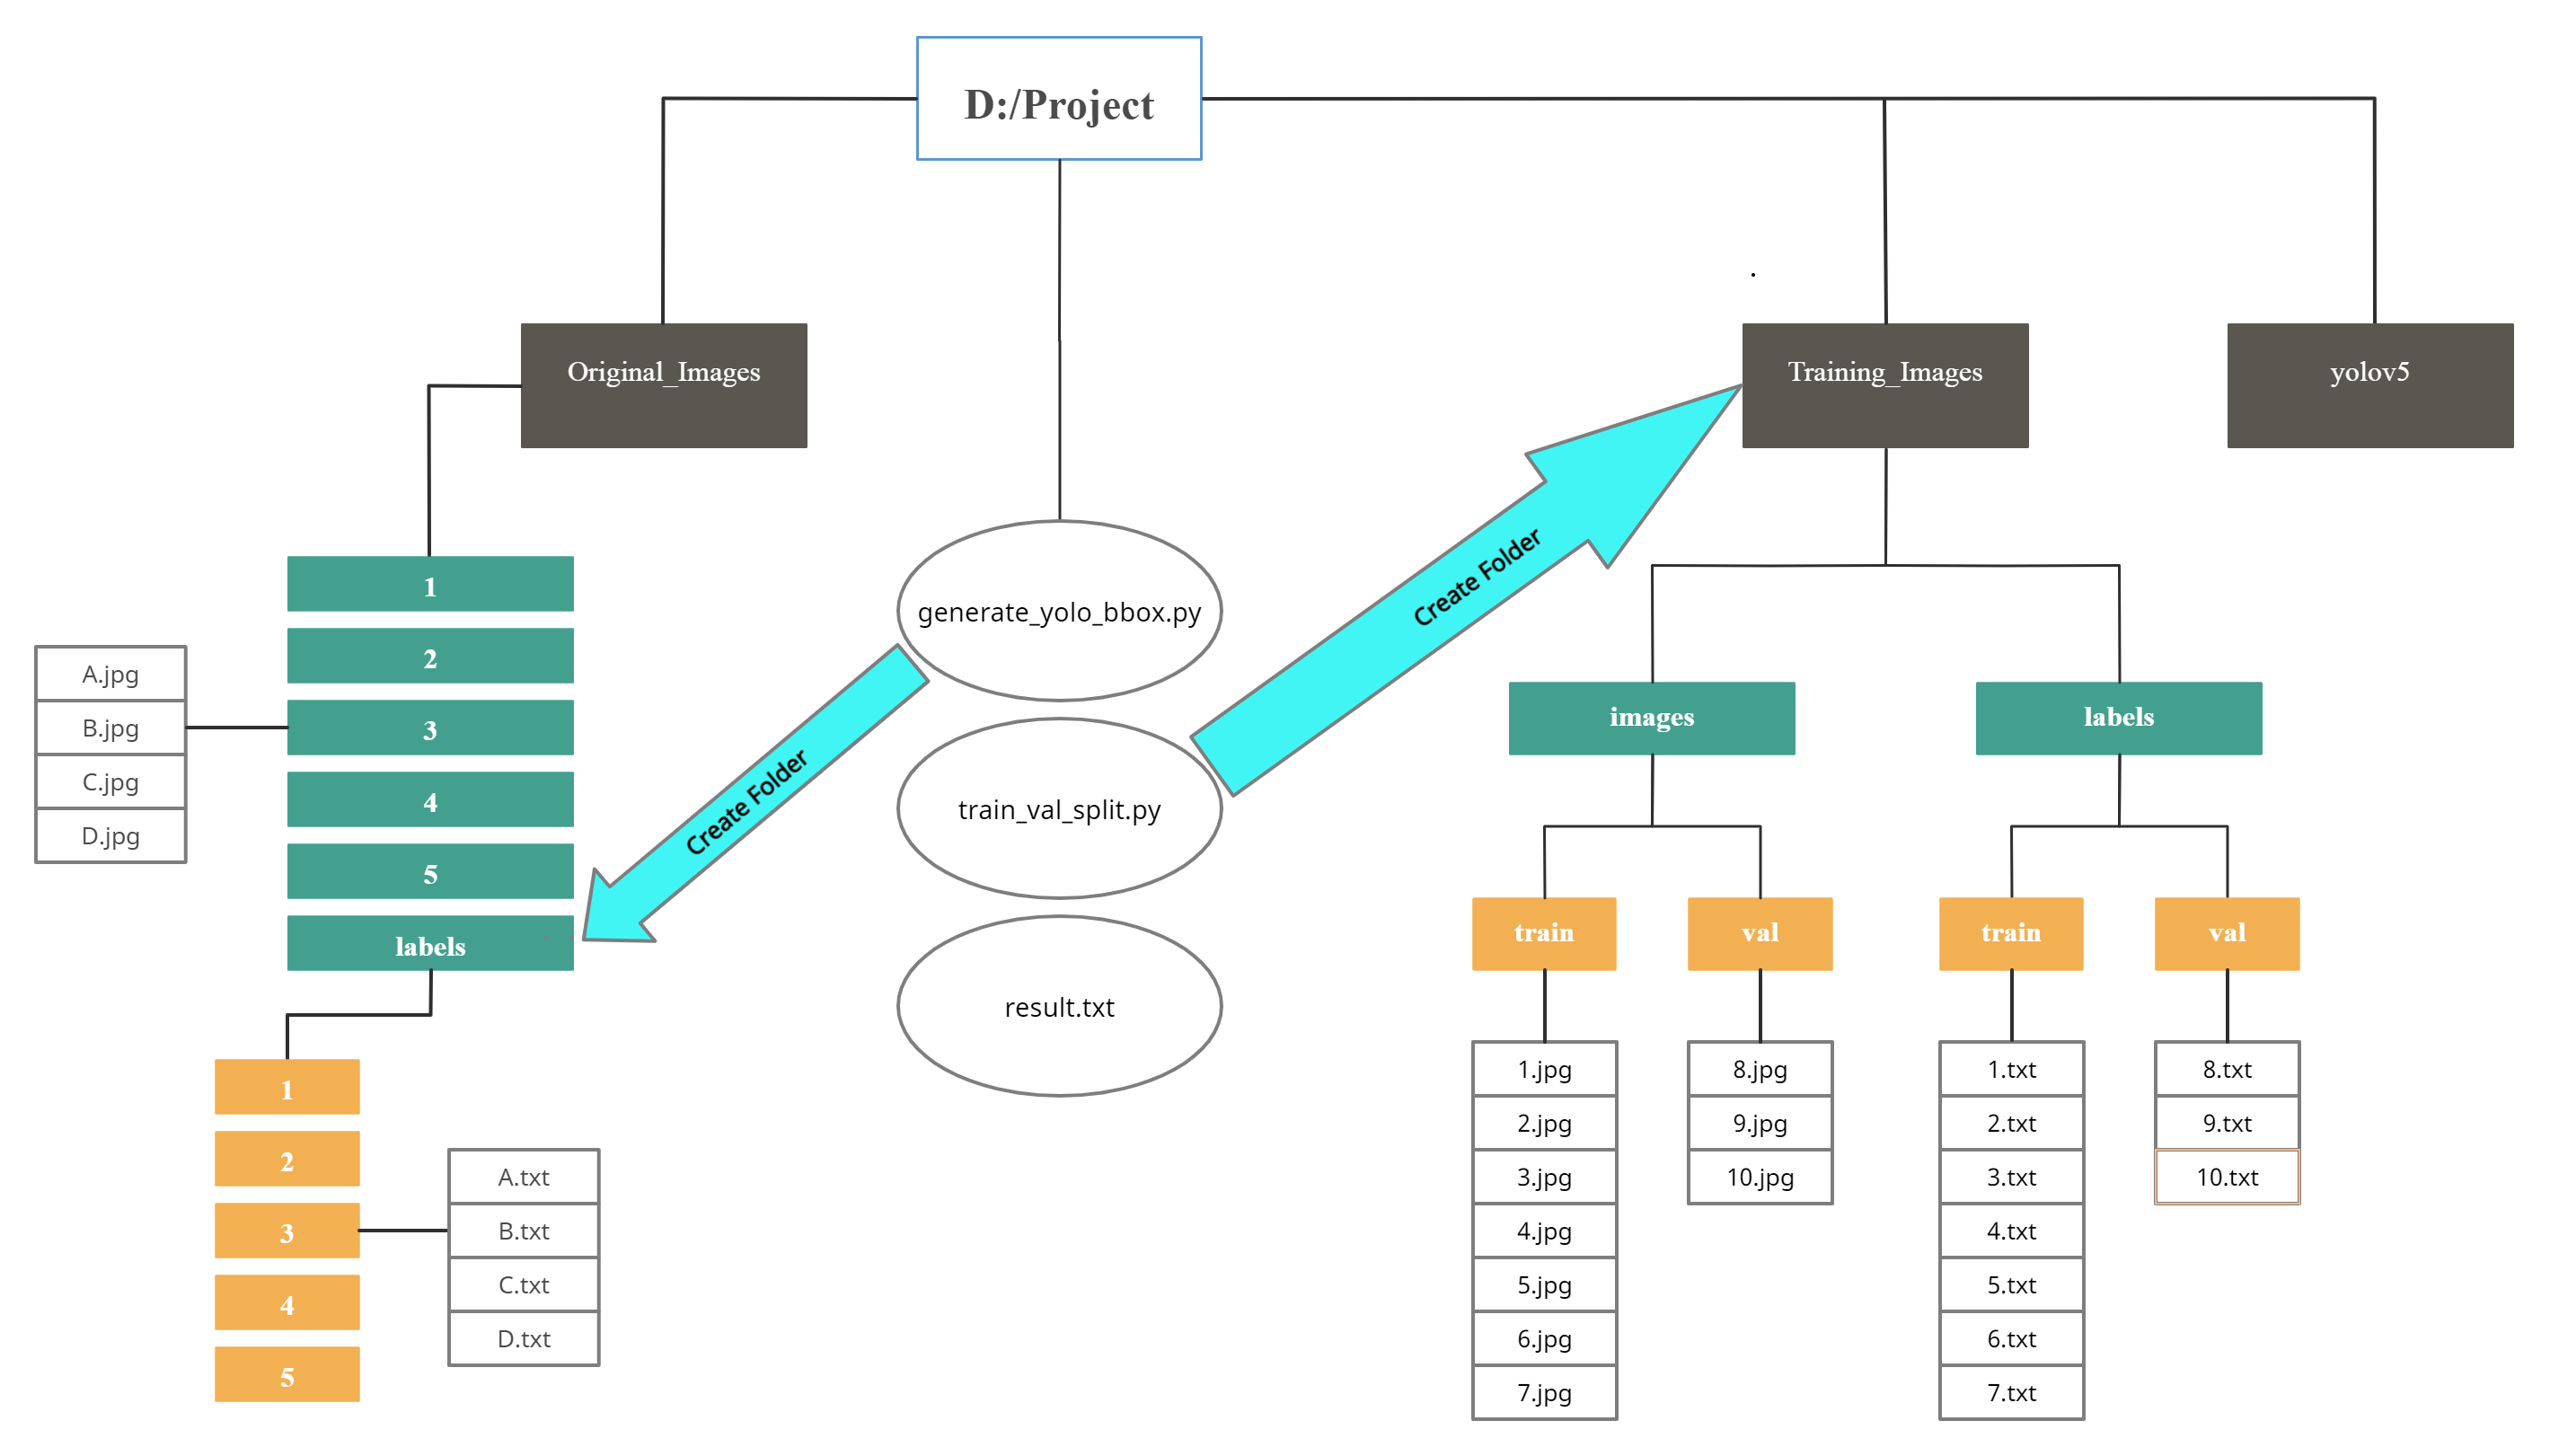 D:/Project
Original_Images
Training_Images
yolov5
1
2
3
4
5
labels
A.jpg
B.jpg
C.jpg
D.jpg
1
2
3
4
5
A.txt
B.txt
C.txt
D.txt
generate_yolo_bbox.py
train_val_split.py
result.txt
Create Folder
Create Folder
images
labels
train
val
train
val
1.jpg
2.jpg
3.jpg
4.jpg
5.jpg
6.jpg
7.jpg
8.jpg
9.jpg
10.jpg
1.txt
2.txt
3.txt
4.txt
5.txt
6.txt
7.txt
8.txt
9.txt
10.txt